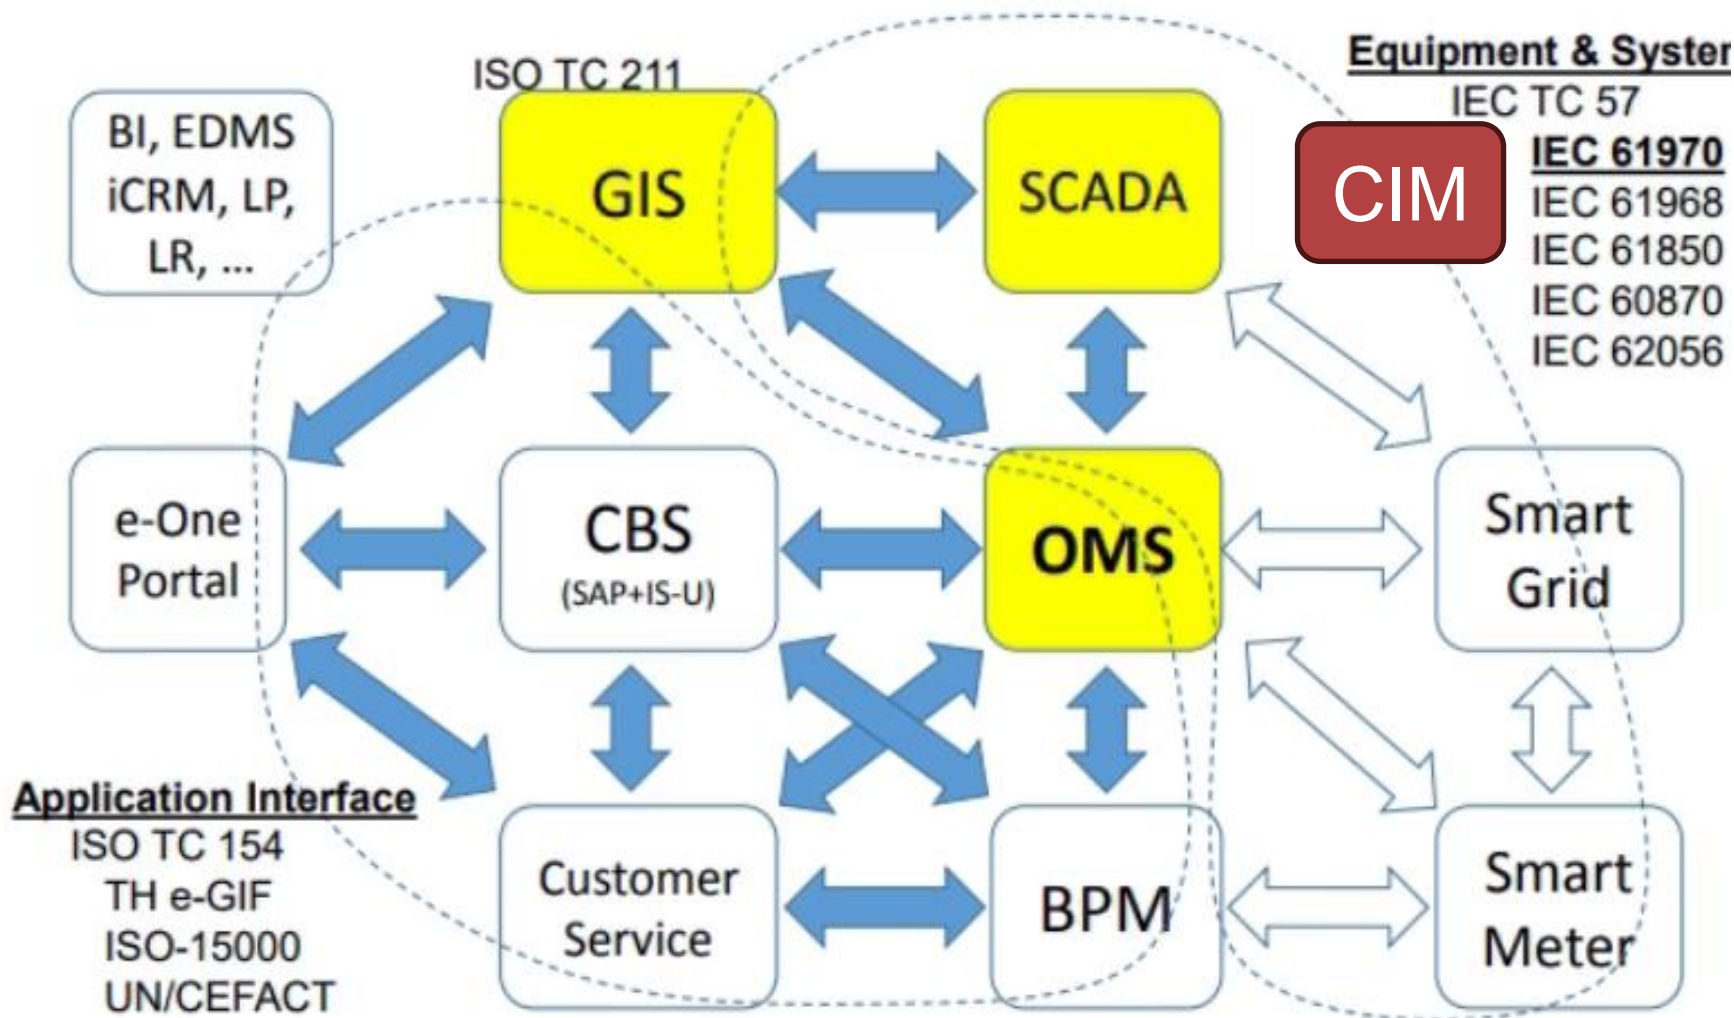 ISO TC 211
Equipment & System
IEC TC 57
IEC 61970
IEC 61968
IEC 61850
IEC 60870
IEC 62056
BI, EDMS
iCRM, LP,
LR, ...
GIS
SCADA
CIM
e-One
Portal
CBS
(SAP+IS-U)
OMS
Smart
Grid
Application Interface
ISO TC 154
TH e-GIF
ISO-15000
UN/CEFACT
Customer
Service
BPM
Smart
Meter